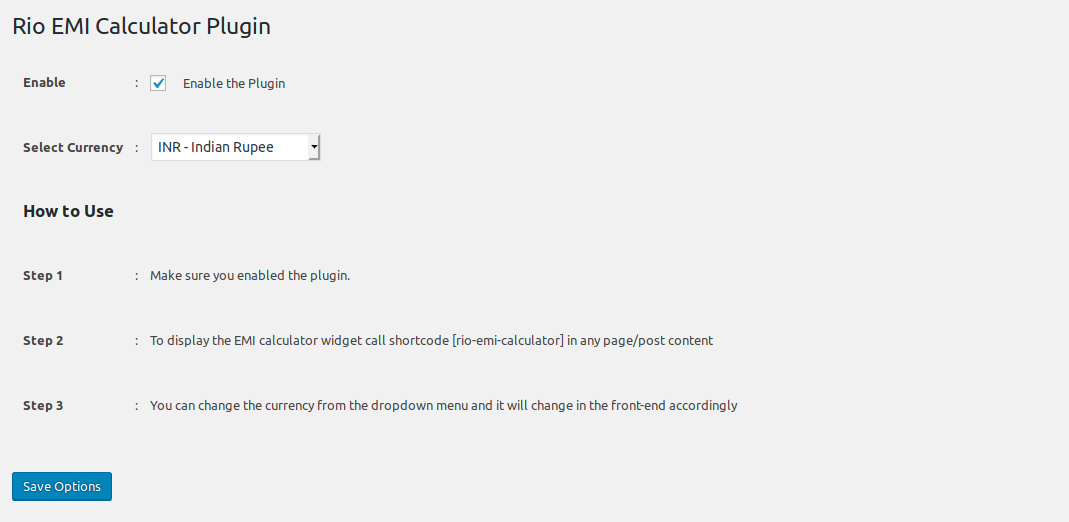 Rio EMI Calculator Plugin
Enable : Enable the Plugin
Select Currency : INR - Indian Rupee
How to Use
Step 1 : Make sure you enabled the plugin.
Step 2 : To display the EMI calculator widget call shortcode [rio-emi-calculator] in any page/post content
Step 3 : You can change the currency from the dropdown menu and it will change in the front-end accordingly
Save Options